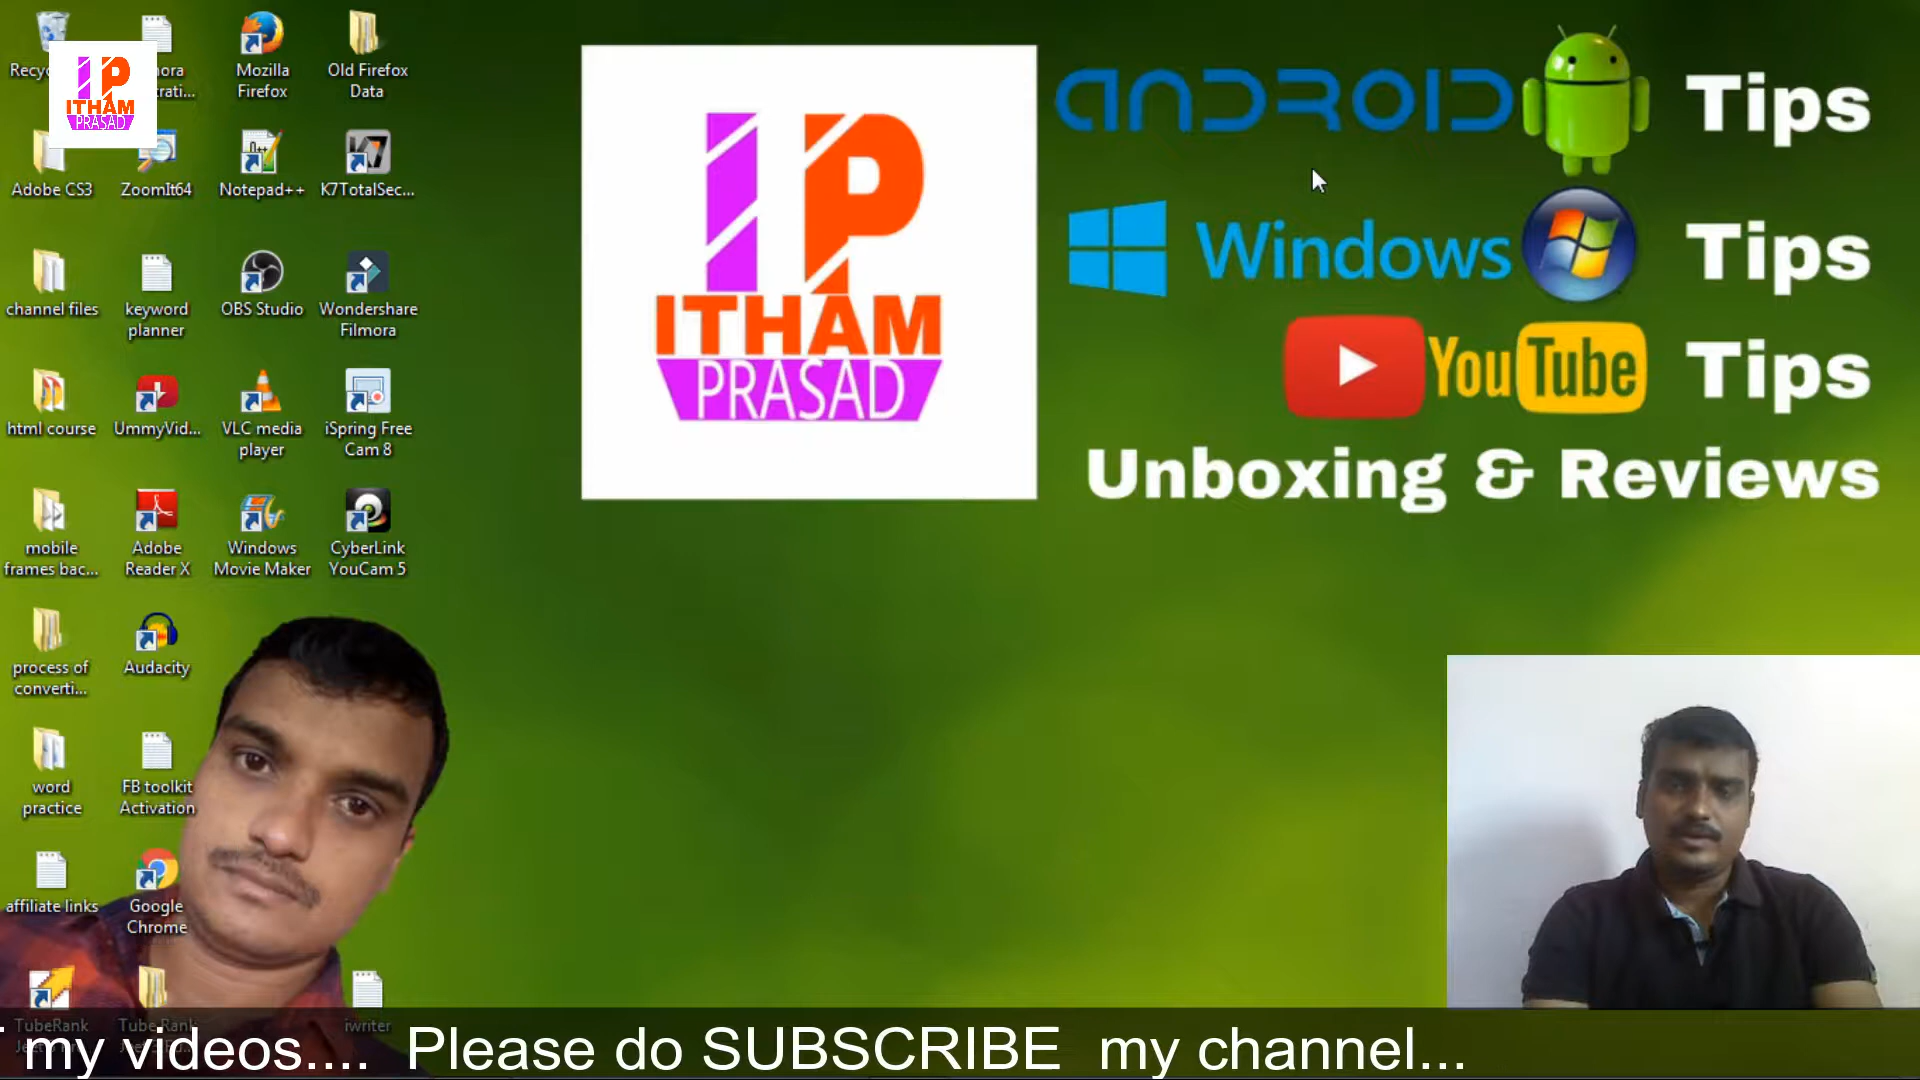 Mozilla
Firefox
Old Firefox
Data
IP
ITHAM
PRASAD
Adobe CS3
ZoomIt64
Notepad++
K7TotalSec...
channel files
keyword
planner
OBS Studio
Wondershare
Filmora
html course
UmmyVid...
VLC media
player
iSpring Free
Cam 8
mobile
frames bac...
Adobe
Reader X
Windows
Movie Maker
CyberLink
YouCam 5
process of
converti...
Audacity
word
practice
FB toolkit
Activation
affiliate links
Google
Chrome
TubeRank
Tube Rank
iwriter
IP
ITHAM
PRASAD
ANDROID Tips
Windows Tips
YouTube Tips
Unboxing & Reviews
my videos.... Please do SUBSCRIBE my channel...